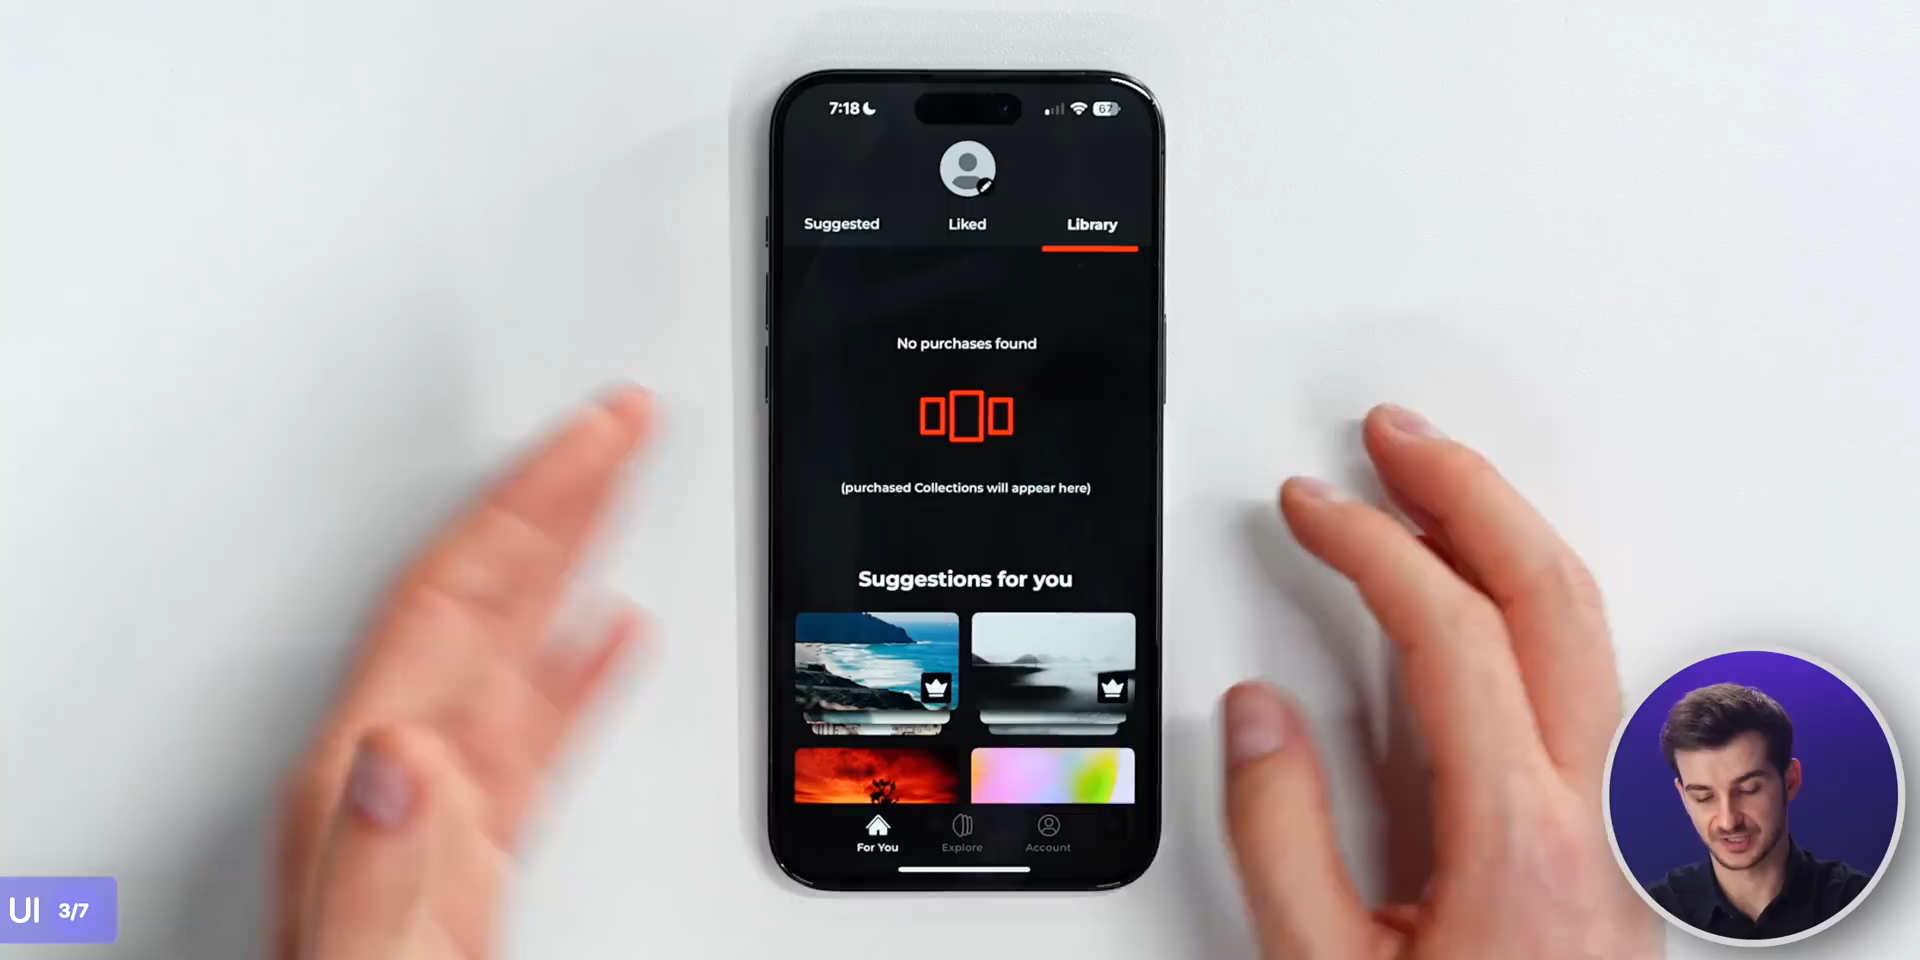 7:18
67
Suggested
Liked
Library
No purchases found
(purchased Collections will appear here)
Suggestions for you
For You
Explore
Account
UI 3/7